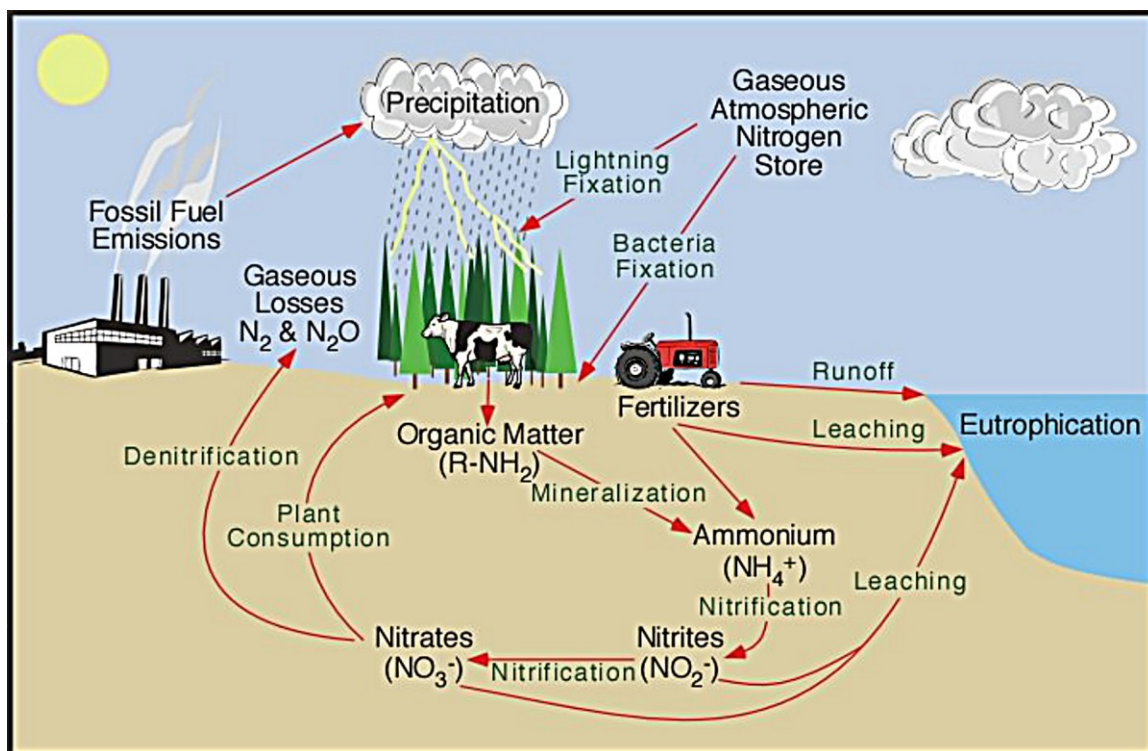 Precipitation
Gaseous
Atmospheric
Nitrogen
Store
Lightning
Fixation
Fossil Fuel
Emissions
Bacteria
Fixation
Gaseous
Losses
N₂ & N₂O
Runoff
Fertilizers
Leaching
Eutrophication
Organic Matter
(R-NH₂)
Denitrification
Mineralization
Plant
Consumption
Ammonium
(NH₄⁺)
Leaching
Nitrification
Nitrates
(NO₃⁻)
Nitrification
Nitrites
(NO₂⁻)